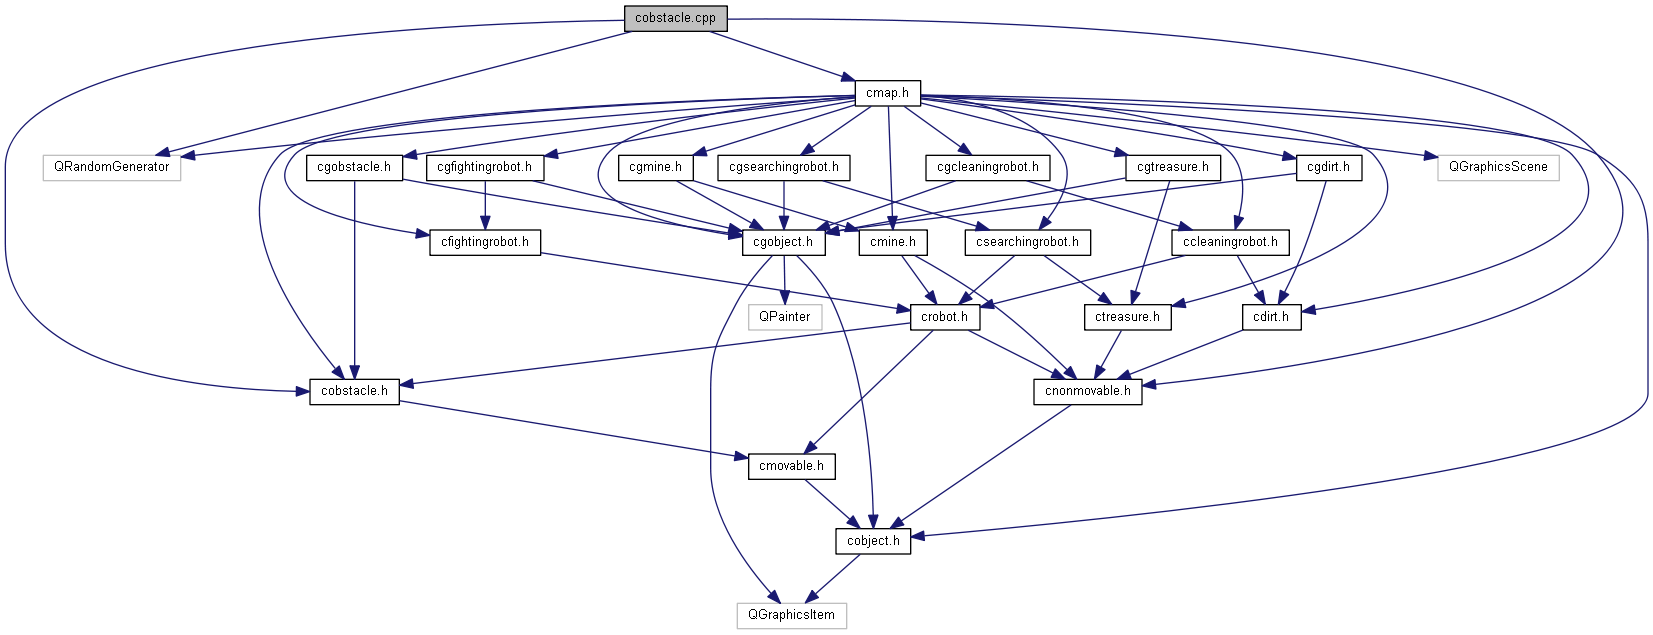 cobstacle.cpp
cmap.h
QRandomGenerator
cgobstacle.h
cgfightingrobot.h
cgmine.h
cgsearchingrobot.h
cgcleaningrobot.h
cgtreasure.h
cgdirt.h
QGraphicsScene
cfightingrobot.h
cgobject.h
cmine.h
csearchingrobot.h
ccleaningrobot.h
QPainter
crobot.h
ctreasure.h
cdirt.h
cobstacle.h
cnonmovable.h
cmovable.h
cobject.h
QGraphicsItem